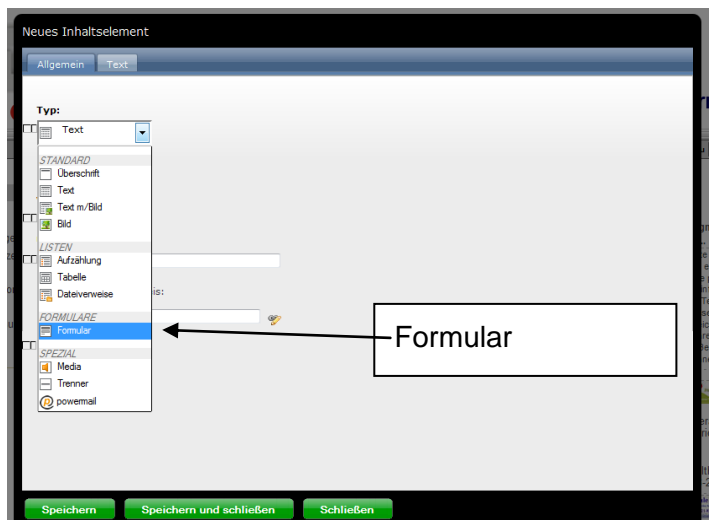 Neues Inhaltselement
Allgemein Text
Typ:
Text
STANDARD
Überschrift
Text
Text m/Bild
Bild
LISTEN
Aufzählung
Tabelle
Dateiverweise
is:
FORMULARE
Formular
Formular
SPEZIAL
Media
Trenner
powermail
Speichern Speichern und schließen Schließen